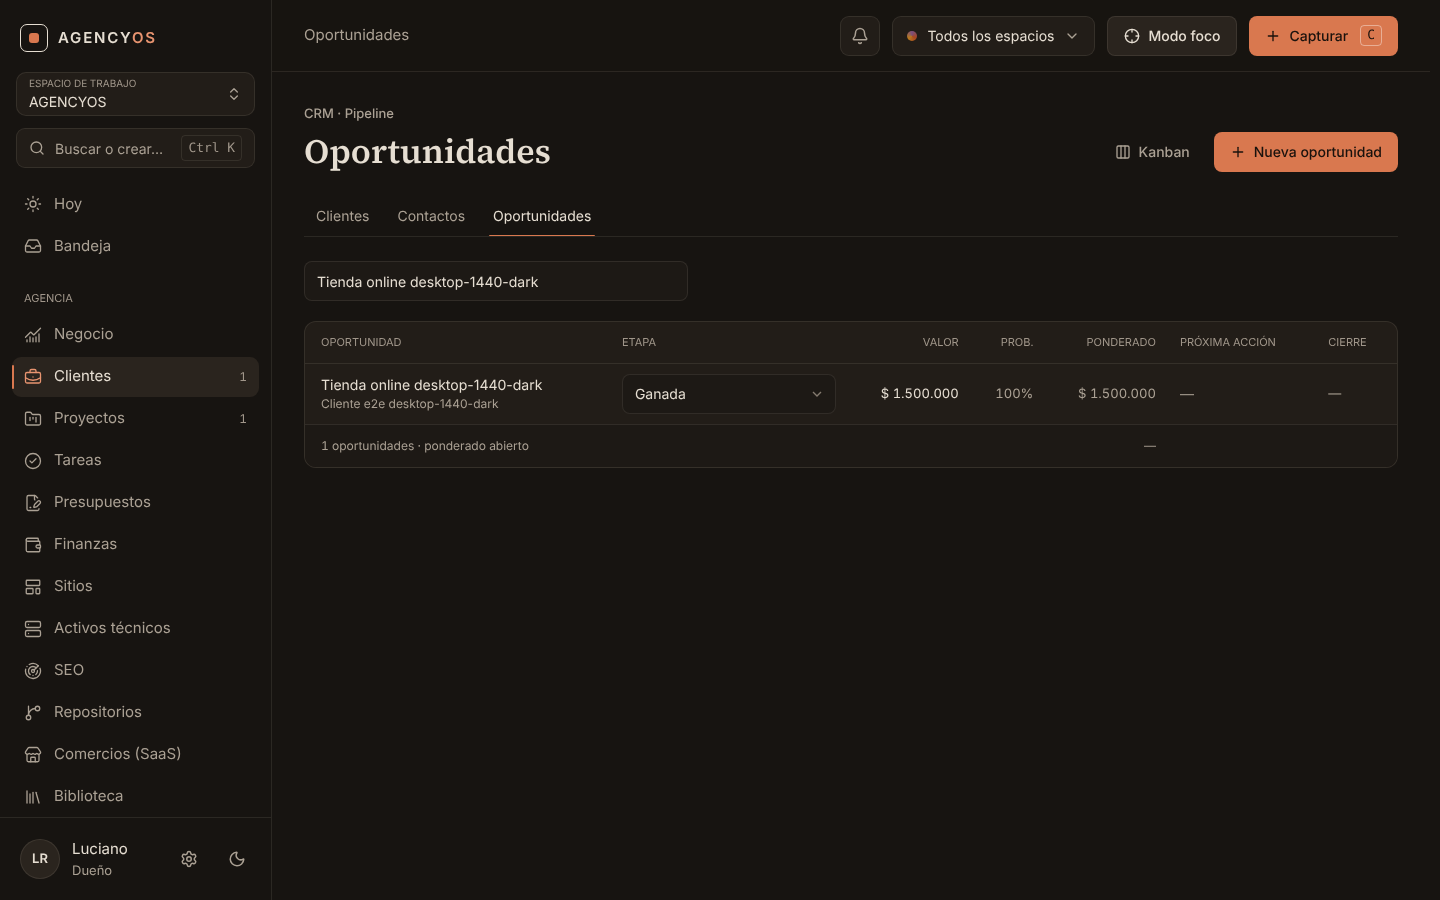 AGENCYOS
ESPACIO DE TRABAJO
AGENCYOS
Buscar o crear... Ctrl K
Hoy
Bandeja
AGENCIA
Negocio
Clientes 1
Proyectos 1
Tareas
Presupuestos
Finanzas
Sitios
Activos técnicos
SEO
Repositorios
Comercios (SaaS)
Biblioteca
LR
Luciano
Dueño
Oportunidades
Todos los espacios
Modo foco
Capturar C
CRM · Pipeline
Oportunidades
Kanban
Nueva oportunidad
Clientes Contactos Oportunidades
Tienda online desktop-1440-dark
OPORTUNIDAD ETAPA VALOR PROB. PONDERADO PRÓXIMA ACCIÓN CIERRE
Tienda online desktop-1440-dark
Cliente e2e desktop-1440-dark
Ganada $ 1.500.000 100% $ 1.500.000 — —
1 oportunidades · ponderado abierto —